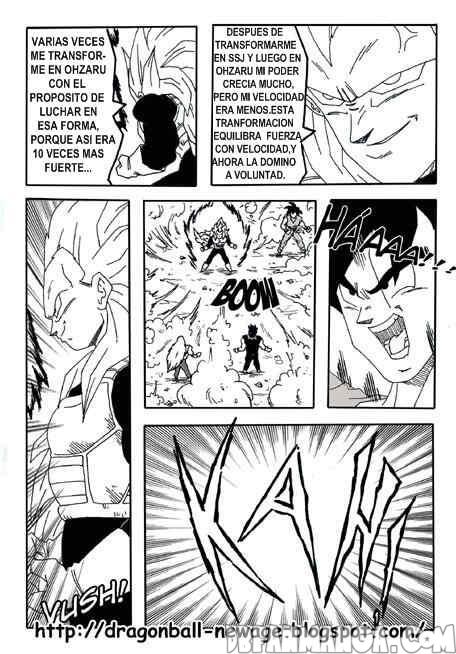 VARIAS VECES
ME TRANSFOR-
ME EN OHZARU
CON EL
PROPOSITO DE
LUCHAR EN
ESA FORMA,
PORQUE ASI ERA
10 VECES MAS
FUERTE...
DESPUES DE
TRANSFORMARME
EN SSJ Y LUEGO EN
OHZARU MI PODER
CRECIA MUCHO,
PERO MI VELOCIDAD
ERA MENOS.ESTA
TRANFORMACION
EQUILIBRA FUERZA
CON VELOCIDAD,Y
AHORA LA DOMINO
A VOLUNTAD.
BOOM
HÁAAA!!!
VUSH!
KAHI
http://dragonball-newage.blogspot.com/
DBFANMANGA.COM